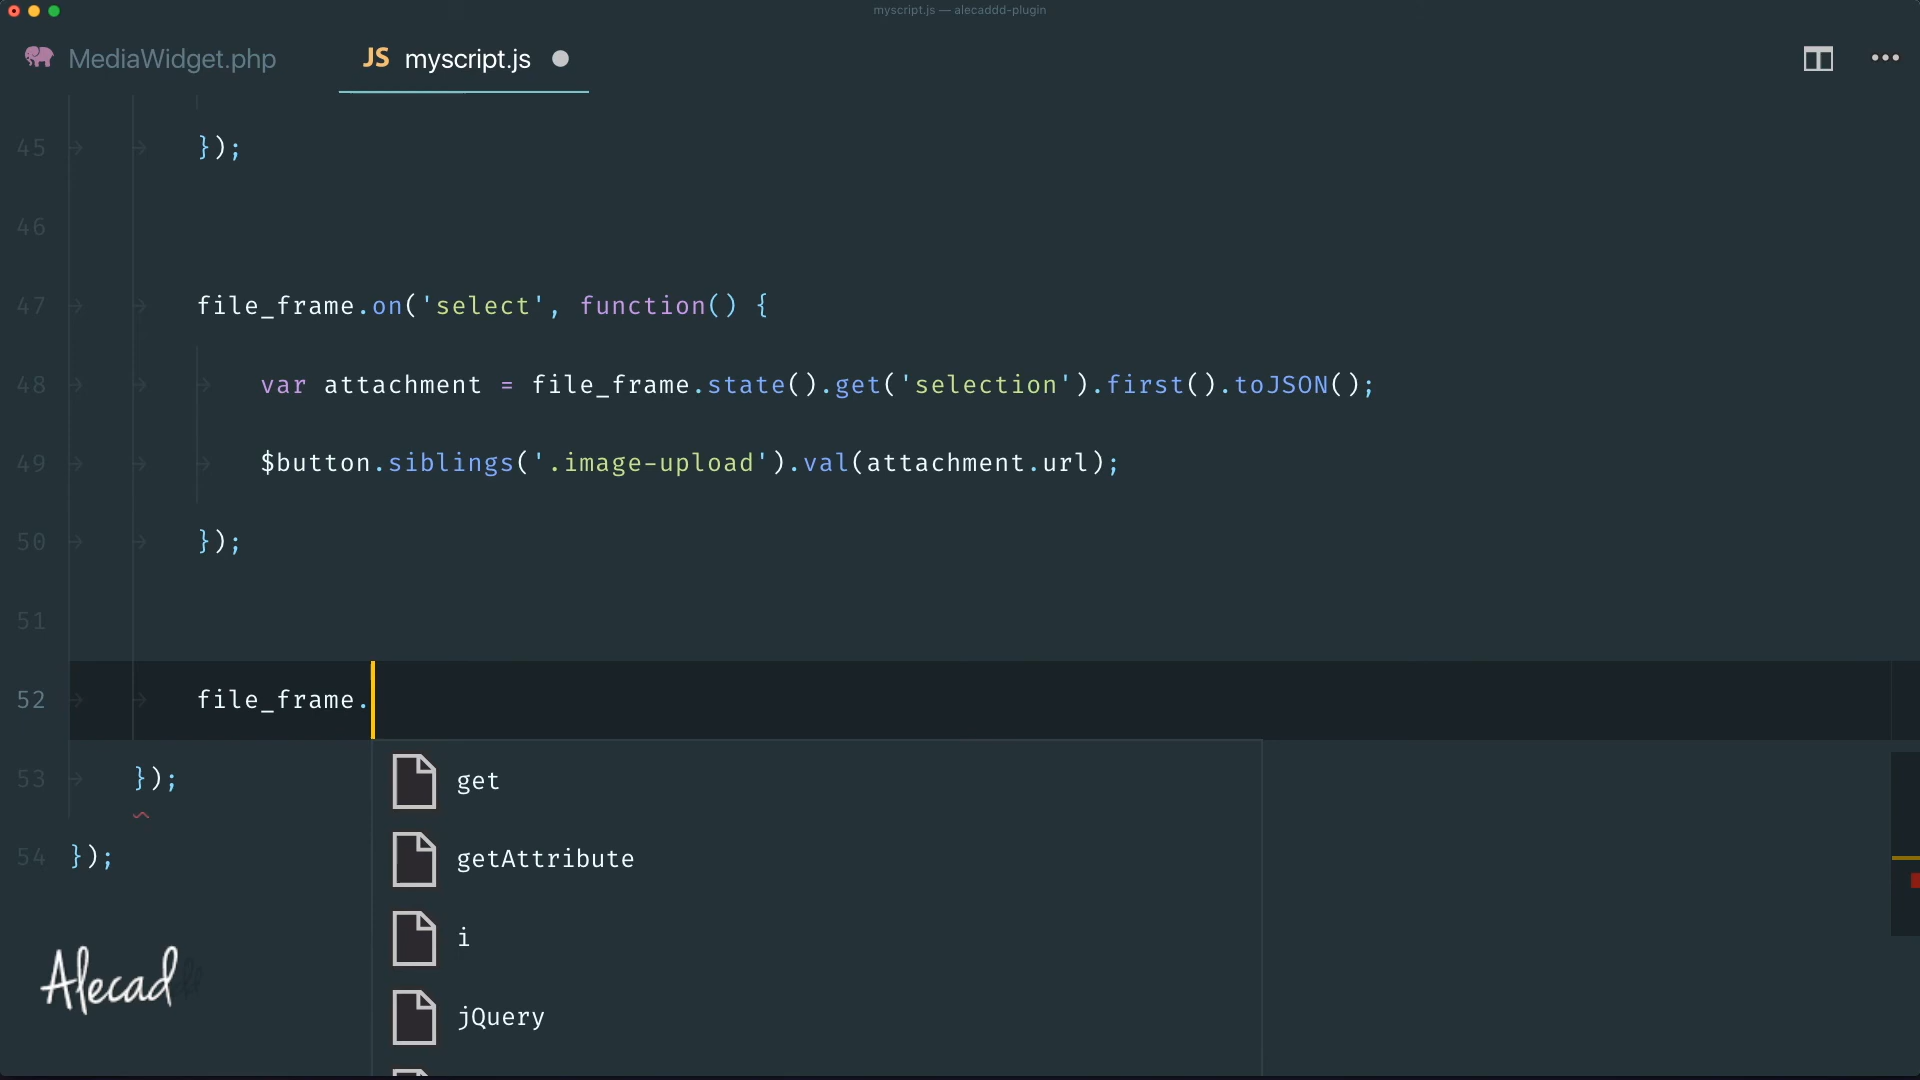 myscript.js — alecaddd-plugin
MediaWidget.php
JS myscript.js
45 });
46
47 file_frame.on('select', function() {
48 var attachment = file_frame.state().get('selection').first().toJSON();
49 $button.siblings('.image-upload').val(attachment.url);
50 });
51
52 file_frame.
get
53 });
getAttribute
54 });
i
Alecad
jQuery